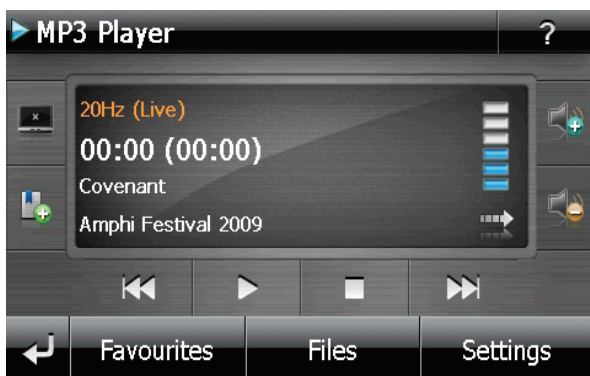 MP3 Player
?
20Hz (Live)
00:00 (00:00)
Covenant
Amphi Festival 2009
Favourites Files Settings